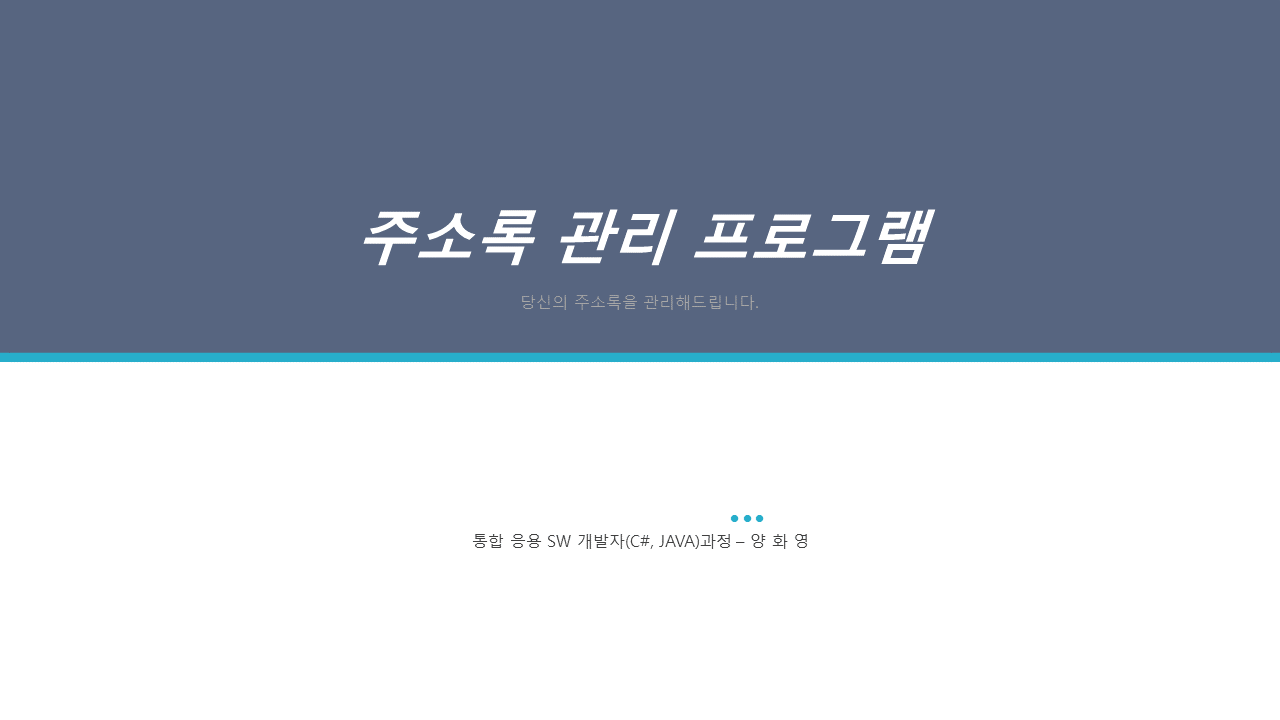 주소록 관리 프로그램
당신의 주소록을 관리해드립니다.
통합 응용 SW 개발자(C#, JAVA)과정 – 양 화 영